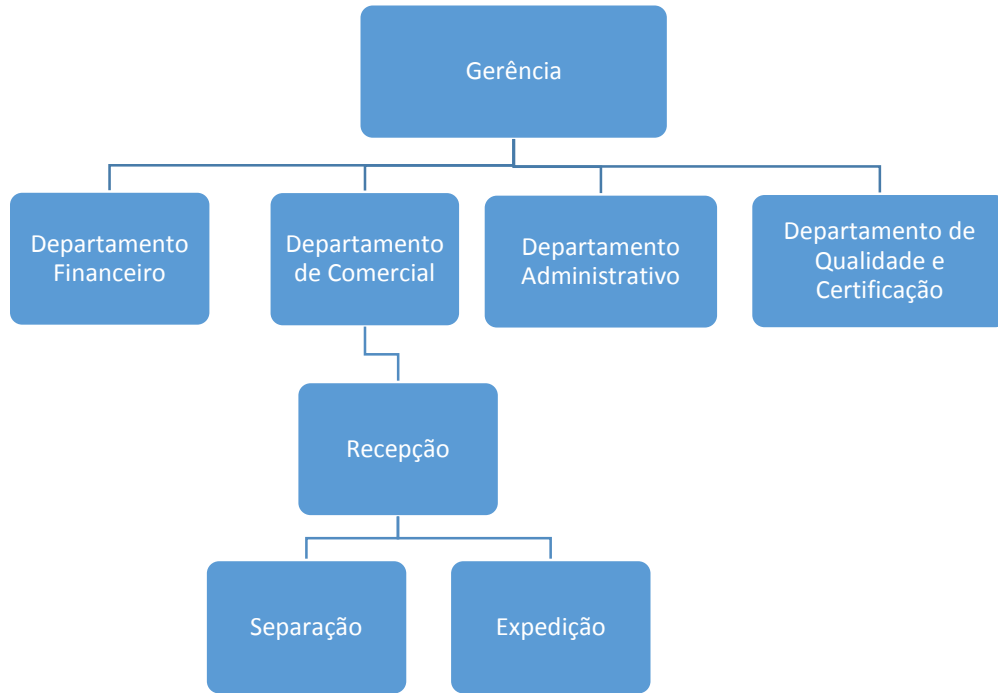 Gerência
Departamento
Financeiro
Departamento
de Comercial
Departamento
Administrativo
Departamento de
Qualidade e
Certificação
Recepção
Separação
Expedição